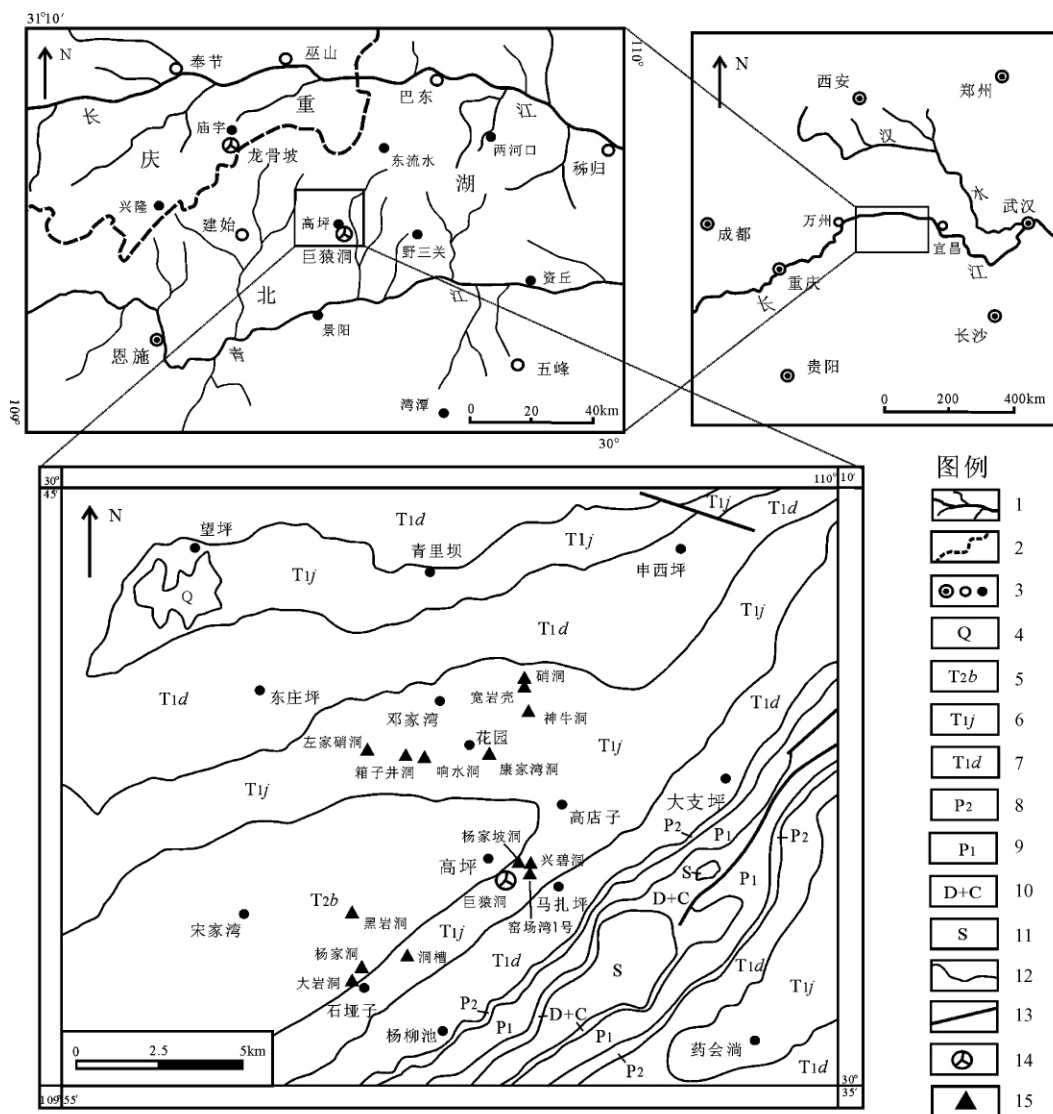 31°10′
110°
N
奉节
巫山
巴东
长
江
重
庆
庙宇
龙骨坡
东流水
两河口
湖
秭归
兴隆
建始
高坪
巨猿洞
野三关
资丘
北
江
景阳
恩施
青
五峰
湾潭
0 20 40km
109°
30°
N
西安
郑州
汉
水
万州
武汉
成都
宜昌
重庆
江
长
长沙
贵阳
0 200 400km
30°
45′
110° 10′
N
望坪
T1d
T1j
T1d
青里坝
T1j
申西坪
T1j
Q
T1j
T1d
T1d
东庄坪
硝洞
宽岩壳
神牛洞
邓家湾
左家硝洞
花园
箱子井洞
响水洞
康家湾洞
T1j
T1j
大支坪
高店子
P2
P1
P2
杨家坡洞
兴碧洞
高坪
S
P1
巨猿洞
马扎坪
D+C
窑场湾1号
T2b
黑岩洞
宋家湾
T1j
洞槽
杨家洞
T1d
S
T1d
T1j
大岩洞
石垭子
P2
D+C
杨柳池
P1
P1
药会淌
T1d
P2
0 2.5 5km
109°55′
30°
35′
图例
1
2
3
Q 4
T2b 5
T1j 6
T1d 7
P2 8
P1 9
D+C 10
S 11
12
13
14
15